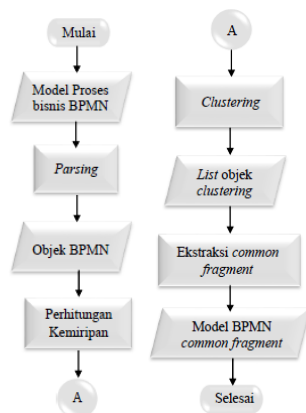 Mulai
Model Proses
bisnis BPMN
Parsing
Objek BPMN
Perhitungan
Kemiripan
A
A
Clustering
List objek
clustering
Ekstraksi common
fragment
Model BPMN
common fragment
Selesai